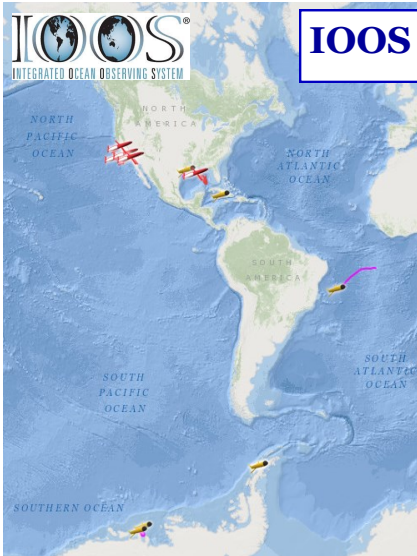 IOOS®
INTEGRATED OCEAN OBSERVING SYSTEM
IOOS
NORTH
AMERICA
NORTH
PACIFIC
OCEAN
NORTH
ATLANTIC
OCEAN
SOUTH
AMERICA
SOUTH
PACIFIC
OCEAN
SOUTH
ATLANTIC
OCEAN
SOUTHERN OCEAN